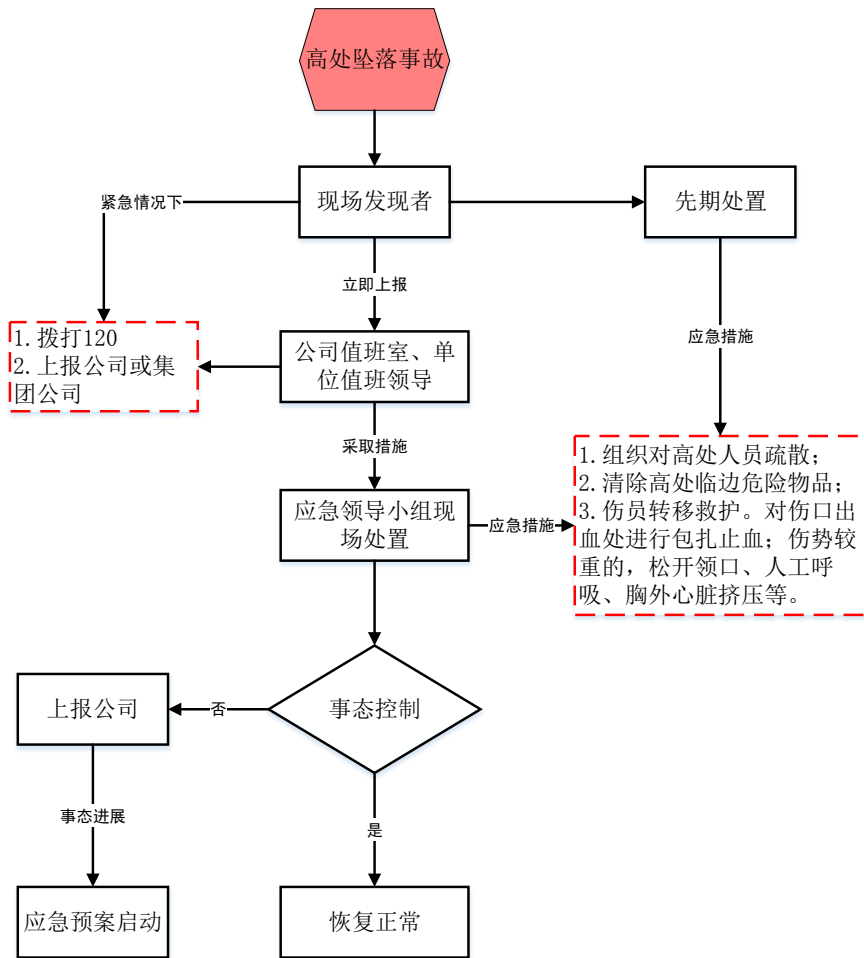 高处坠落事故
紧急情况下
现场发现者
先期处置
立即上报
应急措施
1.拨打120
2.上报公司或集
团公司
公司值班室、单
位值班领导
采取措施
1.组织对高处人员疏散；
2.清除高处临边危险物品；
3.伤员转移救护。对伤口出
血处进行包扎止血；伤势较
重的，松开领口、人工呼
吸、胸外心脏挤压等。
应急领导小组现
场处置
应急措施
上报公司
否
事态控制
事态进展
是
应急预案启动
恢复正常